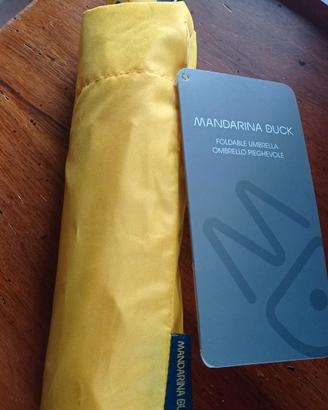 MANDARINA DUCK
FOLDABLE UMBRELLA
OMBRELLO PIEGHEVOLE
MANDARINA DU